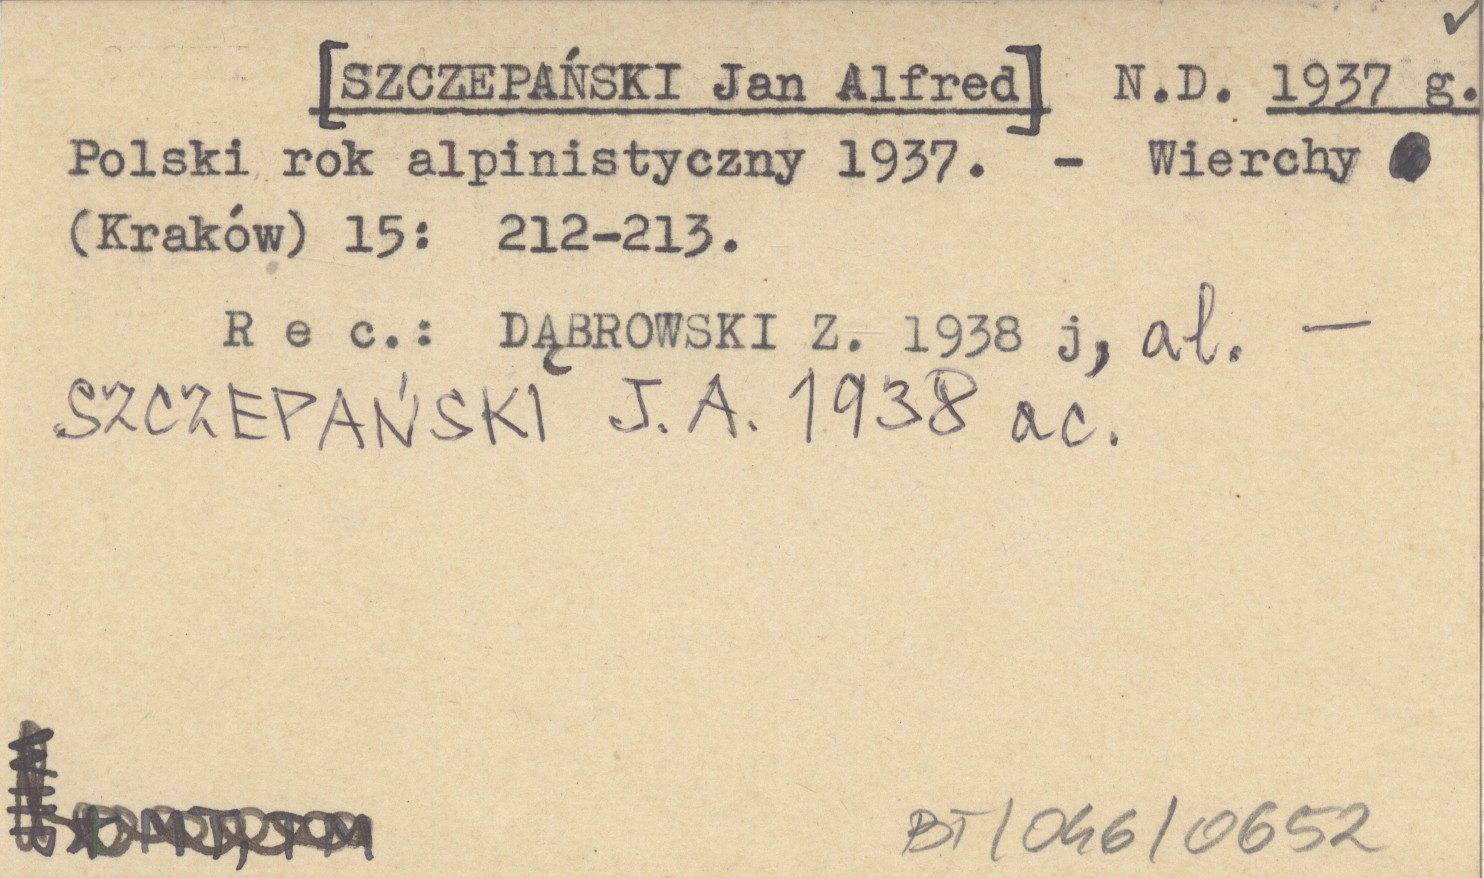 [SZCZEPAŃSKI Jan Alfred] N.D. 1937 g.
Polski rok alpinistyczny 1937. - Wierchy
(Kraków) 15: 212-213.
R e c.: DĄBROWSKI Z. 1938 j, al. —
SZCZEPAŃSKI J.A. 1938 ac.
BT/046/0652